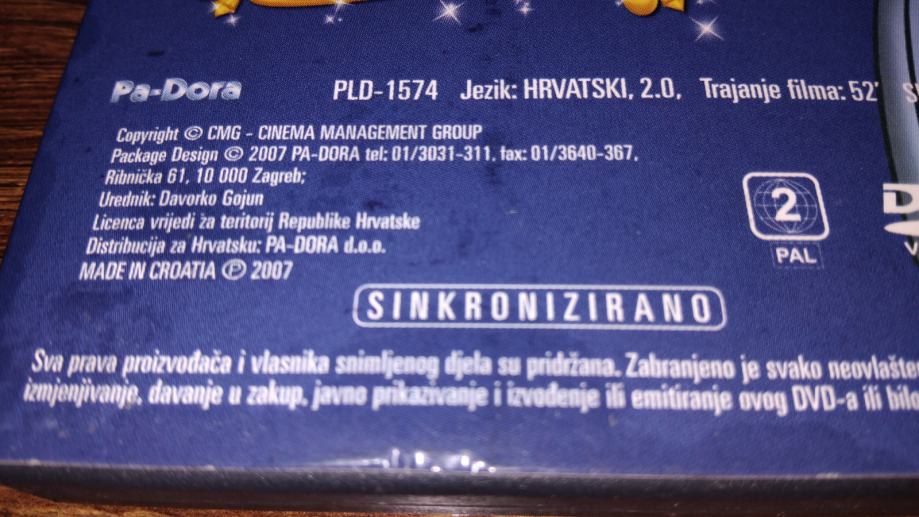 Pa-Dora PLD-1574 Jezik: HRVATSKI, 2.0, Trajanje filma: 52'
Copyright © CMG - CINEMA MANAGEMENT GROUP
Package Design © 2007 PA-DORA tel: 01/3031-311, fax: 01/3640-367,
Ribnička 61, 10 000 Zagreb;
Urednik: Davorko Gojun
Licenca vrijedi za teritorij Republike Hrvatske
Distribucija za Hrvatsku: PA-DORA d.o.o.
MADE IN CROATIA ℗ 2007
2
PAL
SINKRONIZIRANO
Sva prava proizvođača i vlasnika snimljenog djela su pridržana. Zabranjeno je svako
izmjenjivanje, davanje u zakup, javno prikazivanje i izvođenje ili emitiranje ovog DVD-a ili